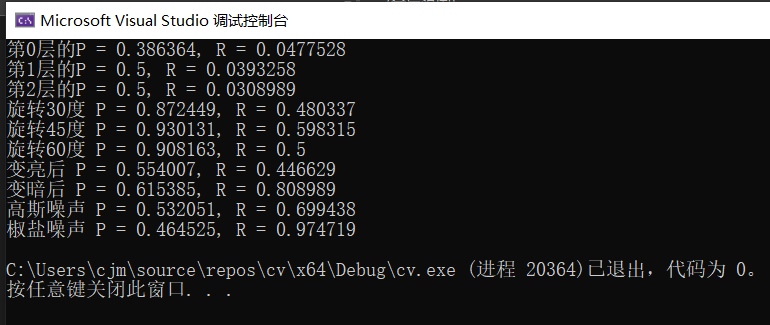 Microsoft Visual Studio 调试控制台
第0层的P = 0.386364, R = 0.0477528
第1层的P = 0.5, R = 0.0393258
第2层的P = 0.5, R = 0.0308989
旋转30度 P = 0.872449, R = 0.480337
旋转45度 P = 0.930131, R = 0.598315
旋转60度 P = 0.908163, R = 0.5
变亮后 P = 0.554007, R = 0.446629
变暗后 P = 0.615385, R = 0.808989
高斯噪声 P = 0.532051, R = 0.699438
椒盐噪声 P = 0.464525, R = 0.974719
C:\Users\cjm\source\repos\cv\x64\Debug\cv.exe (进程 20364)已退出，代码为 0。
按任意键关闭此窗口. . .